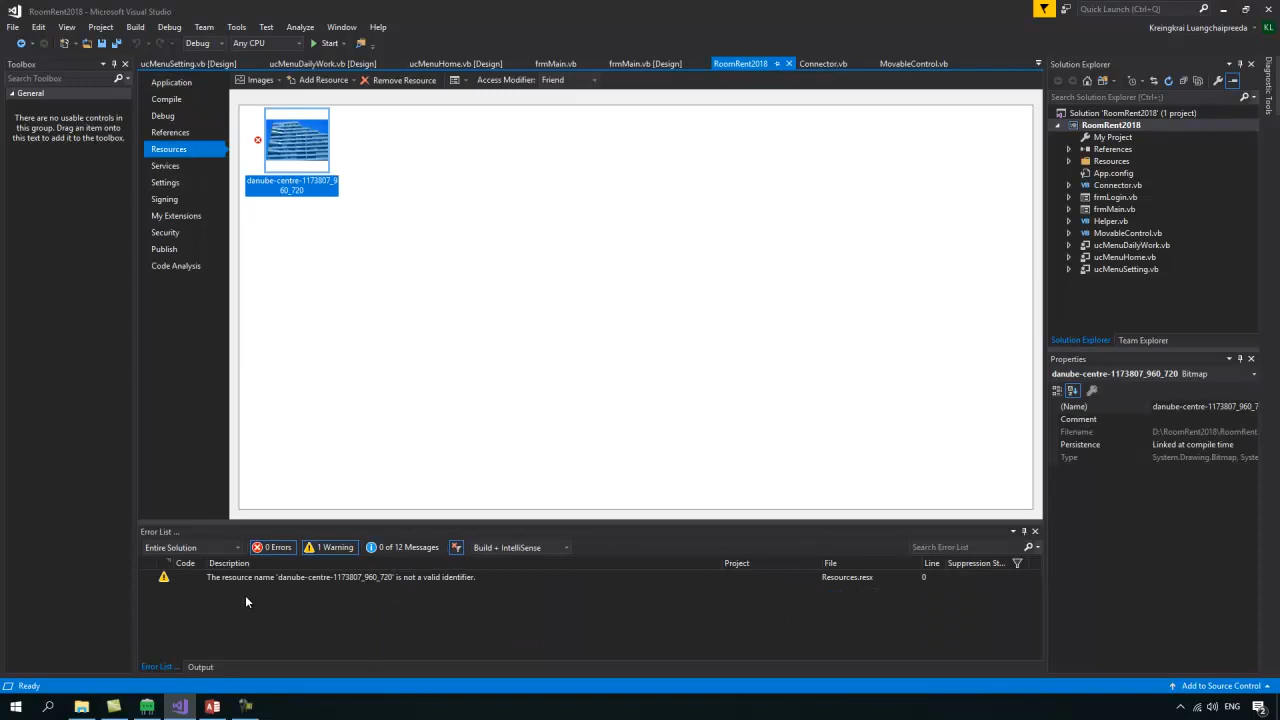 RoomRent2018 - Microsoft Visual Studio
Quick Launch (Ctrl+Q)
File Edit View Project Build Debug Team Tools Test Analyze Window Help
Kreingkrai Luangchaipreeda KL
Debug Any CPU Start
Toolbox
Search Toolbox
General
There are no usable controls in
this group. Drag an item onto
this text to add it to the toolbox.
ucMenuSetting.vb [Design] ucMenuDailyWork.vb [Design] ucMenuHome.vb [Design] frmMain.vb frmMain.vb [Design] RoomRent2018 Connector.vb MovableControl.vb
Images Add Resource Remove Resource Access Modifier: Friend
Application
Compile
Debug
References
Resources
Services
Settings
Signing
My Extensions
Security
Publish
Code Analysis
danube-centre-1173807_9
60_720
Solution Explorer
Search Solution Explorer (Ctrl+;)
Solution 'RoomRent2018' (1 project)
RoomRent2018
My Project
References
Resources
App.config
Connector.vb
frmLogin.vb
frmMain.vb
Helper.vb
MovableControl.vb
ucMenuDailyWork.vb
ucMenuHome.vb
ucMenuSetting.vb
Solution Explorer Team Explorer
Properties
danube-centre-1173807_960_720 Bitmap
(Name) danube-centre-1173807_960_7
Comment
Filename D:\RoomRent2018\RoomRent
Persistence Linked at compile time
Type System.Drawing.Bitmap, Syste
Diagnostic Tools
Error List ...
Entire Solution 0 Errors 1 Warning 0 of 12 Messages Build + IntelliSense Search Error List
Code Description Project File Line Suppression St...
The resource name 'danube-centre-1173807_960_720' is not a valid identifier. Resources.resx 0
Error List ... Output
Ready Add to Source Control
ENG